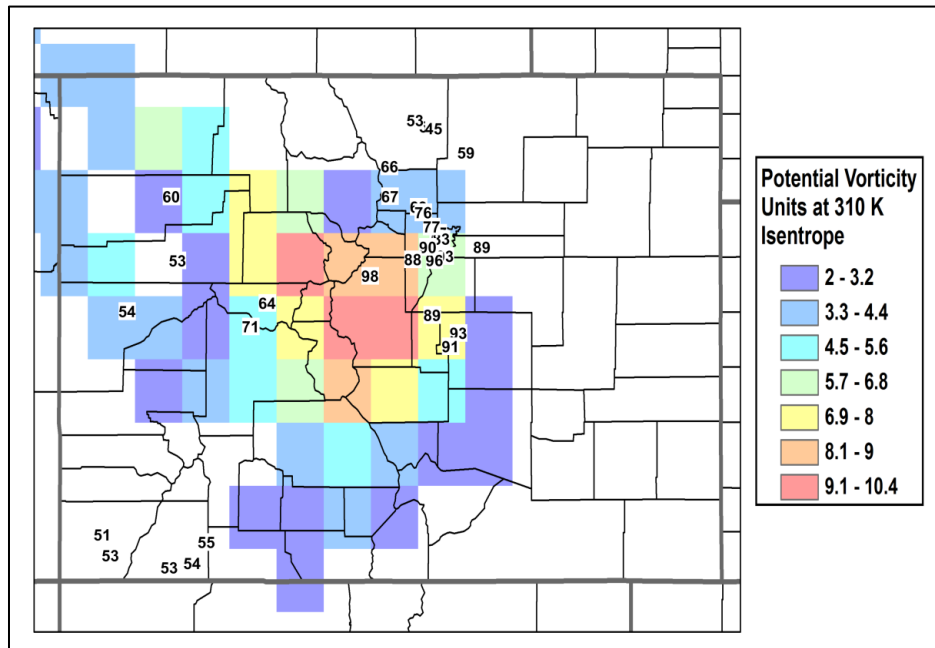 53
45
59
66
67
60
76
77
90
89
88
96
53
98
54
64
71
89
93
91
51
53
53
54
55
Potential Vorticity
Units at 310 K
Isentrope
2 - 3.2
3.3 - 4.4
4.5 - 5.6
5.7 - 6.8
6.9 - 8
8.1 - 9
9.1 - 10.4